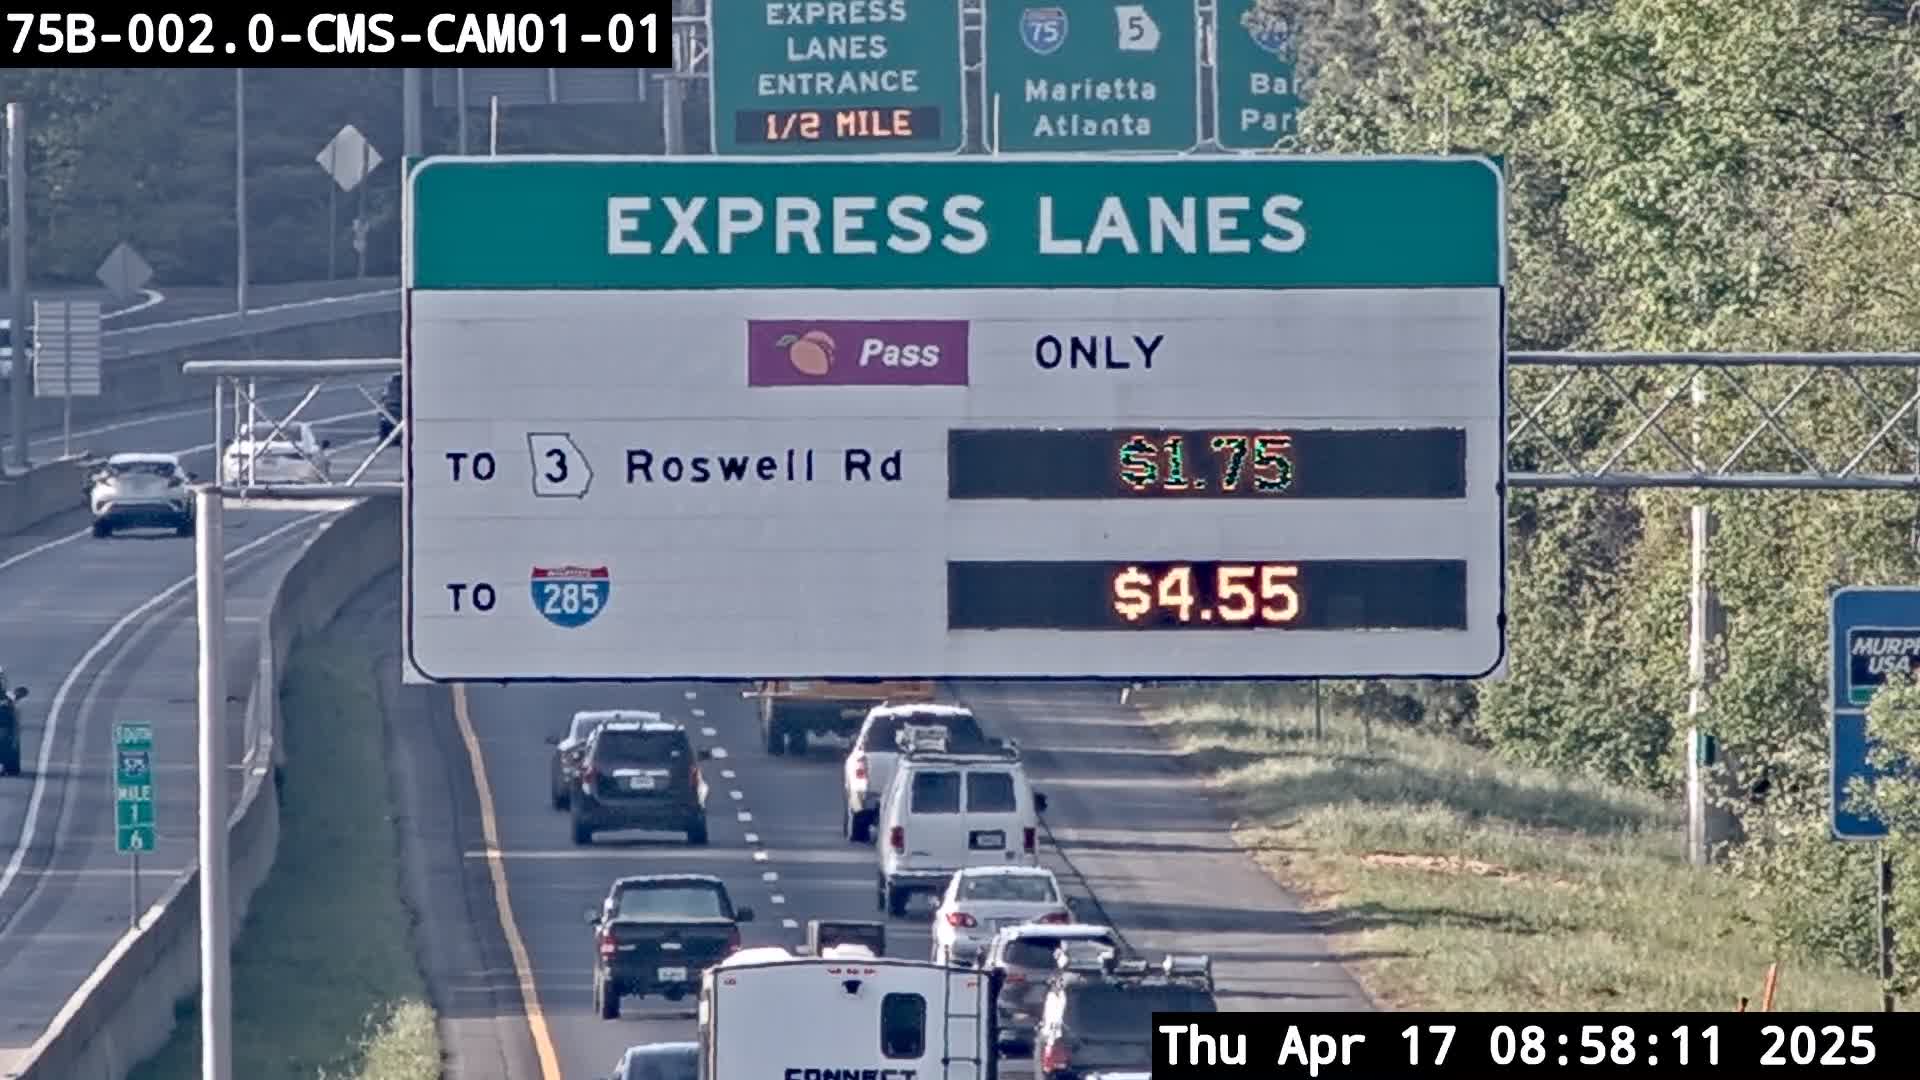 75B-002.0-CMS-CAM01-01
EXPRESS
LANES
ENTRANCE
1/2 MILE
75
5
Marietta
Atlanta
EXPRESS LANES
Pass ONLY
TO 3 Roswell Rd $1.75
TO 285 $4.55
USA
SOUTH
575
MILE
1
6
CONNECT
Thu Apr 17 08:58:11 2025